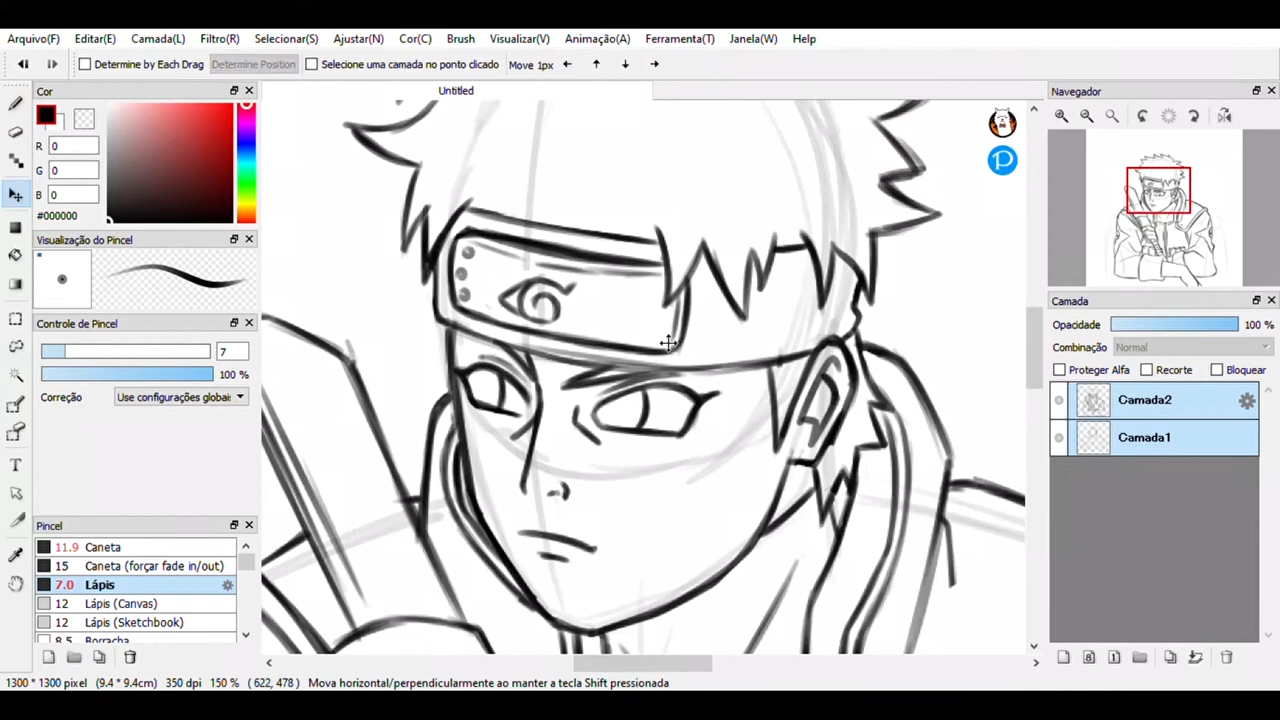 Arquivo(F) Editar(E) Camada(L) Filtro(R) Selecionar(S) Ajustar(N) Cor(C) Brush Visualizar(V) Animação(A) Ferramenta(T) Janela(W) Help
Determine by Each Drag Determine Position Selecione uma camada no ponto clicado Move 1px
Cor
Untitled
Navegador
R 0
G 0
B 0
#000000
Visualização do Pincel
Camada
Opacidade 100 %
Controle de Pincel
Combinação Normal
7
Proteger Alfa Recorte Bloquear
100 %
Correção Use configurações globai
Camada2
Camada1
Pincel
11.9 Caneta
15 Caneta (forçar fade in/out)
7.0 Lápis
12 Lápis (Canvas)
12 Lápis (Sketchbook)
8.5 Borracha
1300 * 1300 pixel (9.4 * 9.4cm) 350 dpi 150 % ( 622, 478 ) Mova horizontal/perpendicularmente ao manter a tecla Shift pressionada